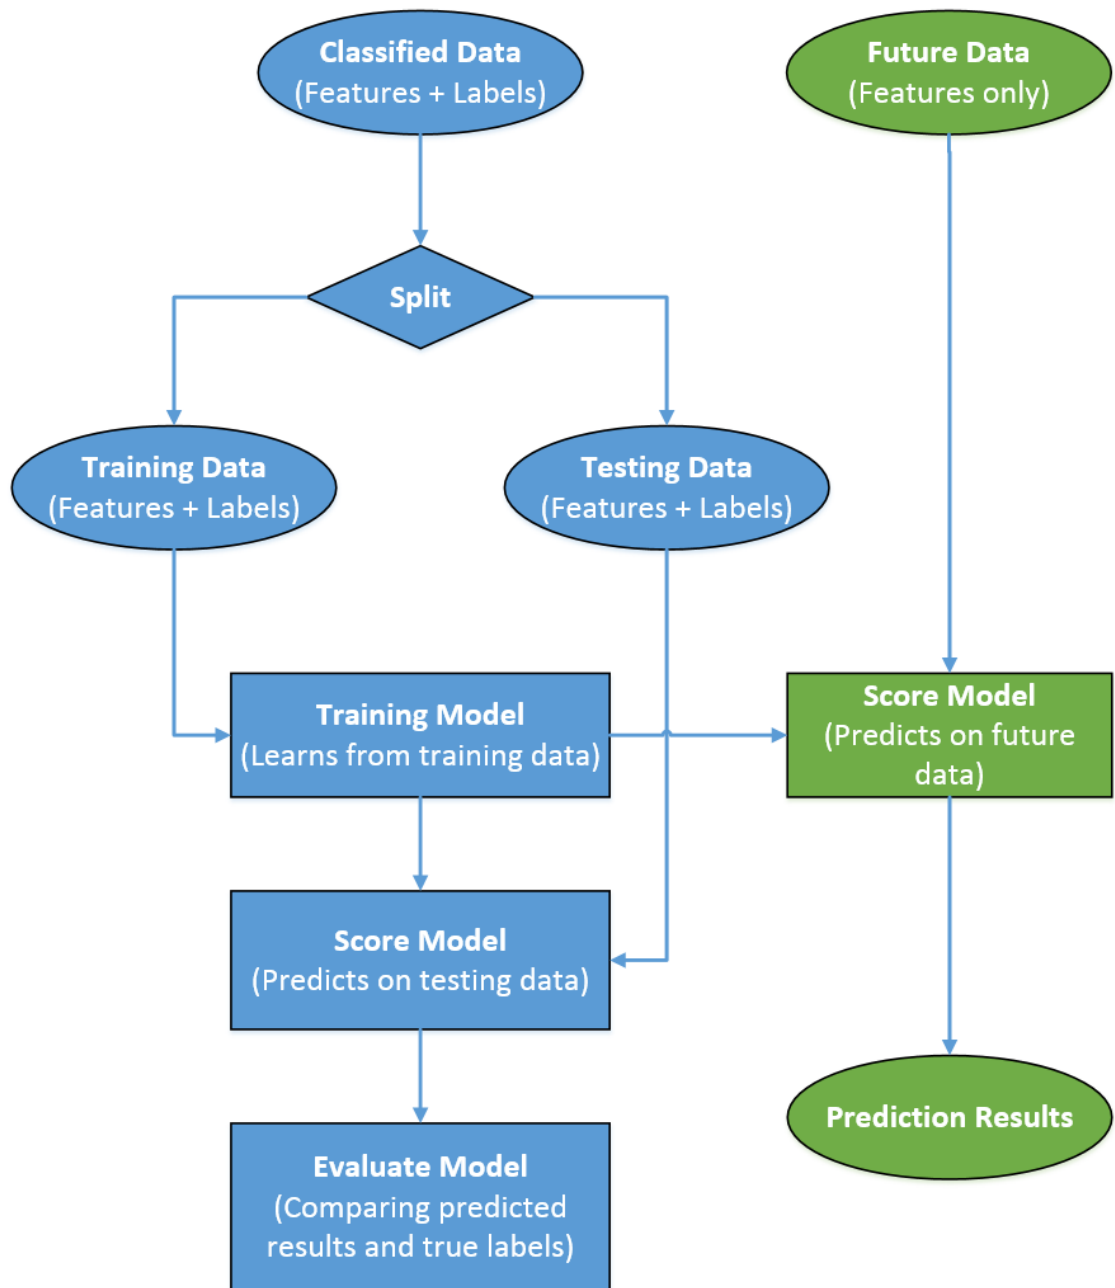 Classified Data
(Features + Labels)
Future Data
(Features only)
Split
Training Data
(Features + Labels)
Testing Data
(Features + Labels)
Training Model
(Learns from training data)
Score Model
(Predicts on future
data)
Score Model
(Predicts on testing data)
Prediction Results
Evaluate Model
(Comparing predicted
results and true labels)